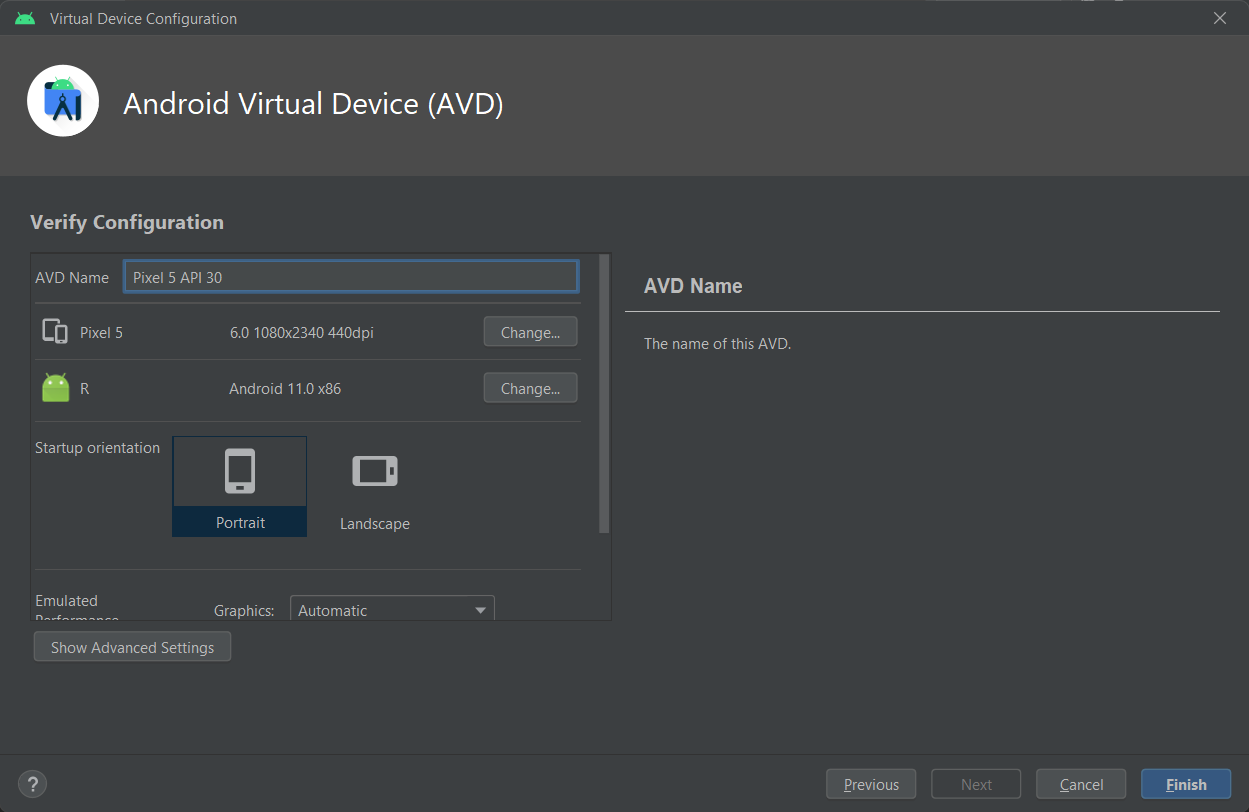 Virtual Device Configuration
Android Virtual Device (AVD)
Verify Configuration
AVD Name Pixel 5 API 30
Pixel 5 6.0 1080x2340 440dpi Change...
R Android 11.0 x86 Change...
Startup orientation
Portrait
Landscape
Emulated
Performance
Graphics: Automatic
Show Advanced Settings
AVD Name
The name of this AVD.
?
Previous Next Cancel Finish